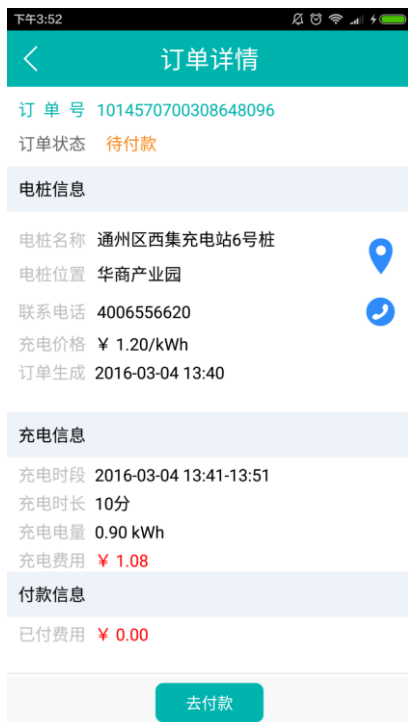 下午3:52
订单详情
订 单 号 1014570700308648096
订单状态 待付款
电桩信息
电桩名称 通州区西集充电站6号桩
电桩位置 华商产业园
联系电话 4006556620
充电价格 ¥ 1.20/kWh
订单生成 2016-03-04 13:40
充电信息
充电时段 2016-03-04 13:41-13:51
充电时长 10分
充电电量 0.90 kWh
充电费用 ¥ 1.08
付款信息
已付费用 ¥ 0.00
去付款